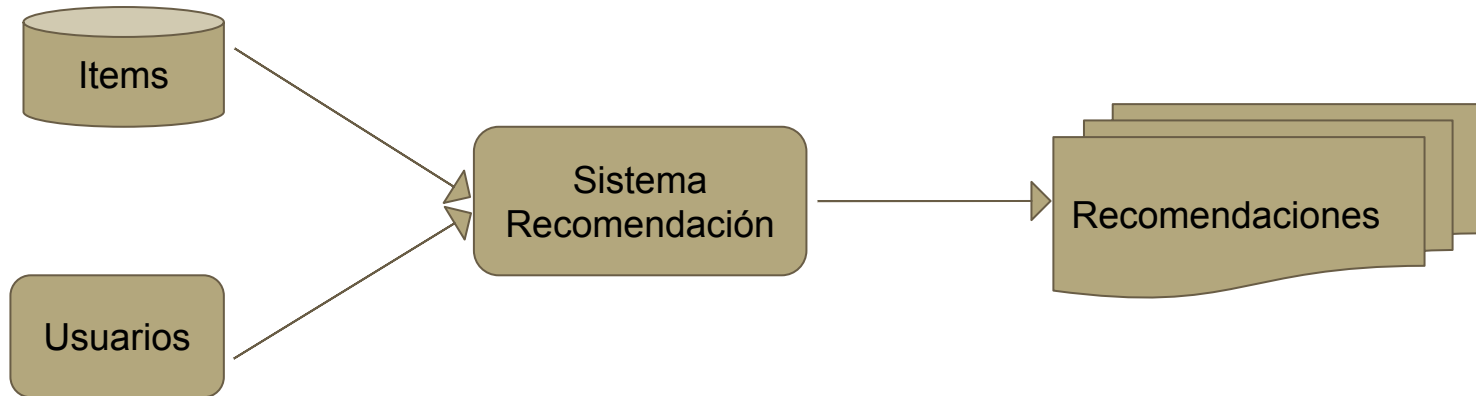 Items
Sistema
Recomendación
Recomendaciones
Usuarios